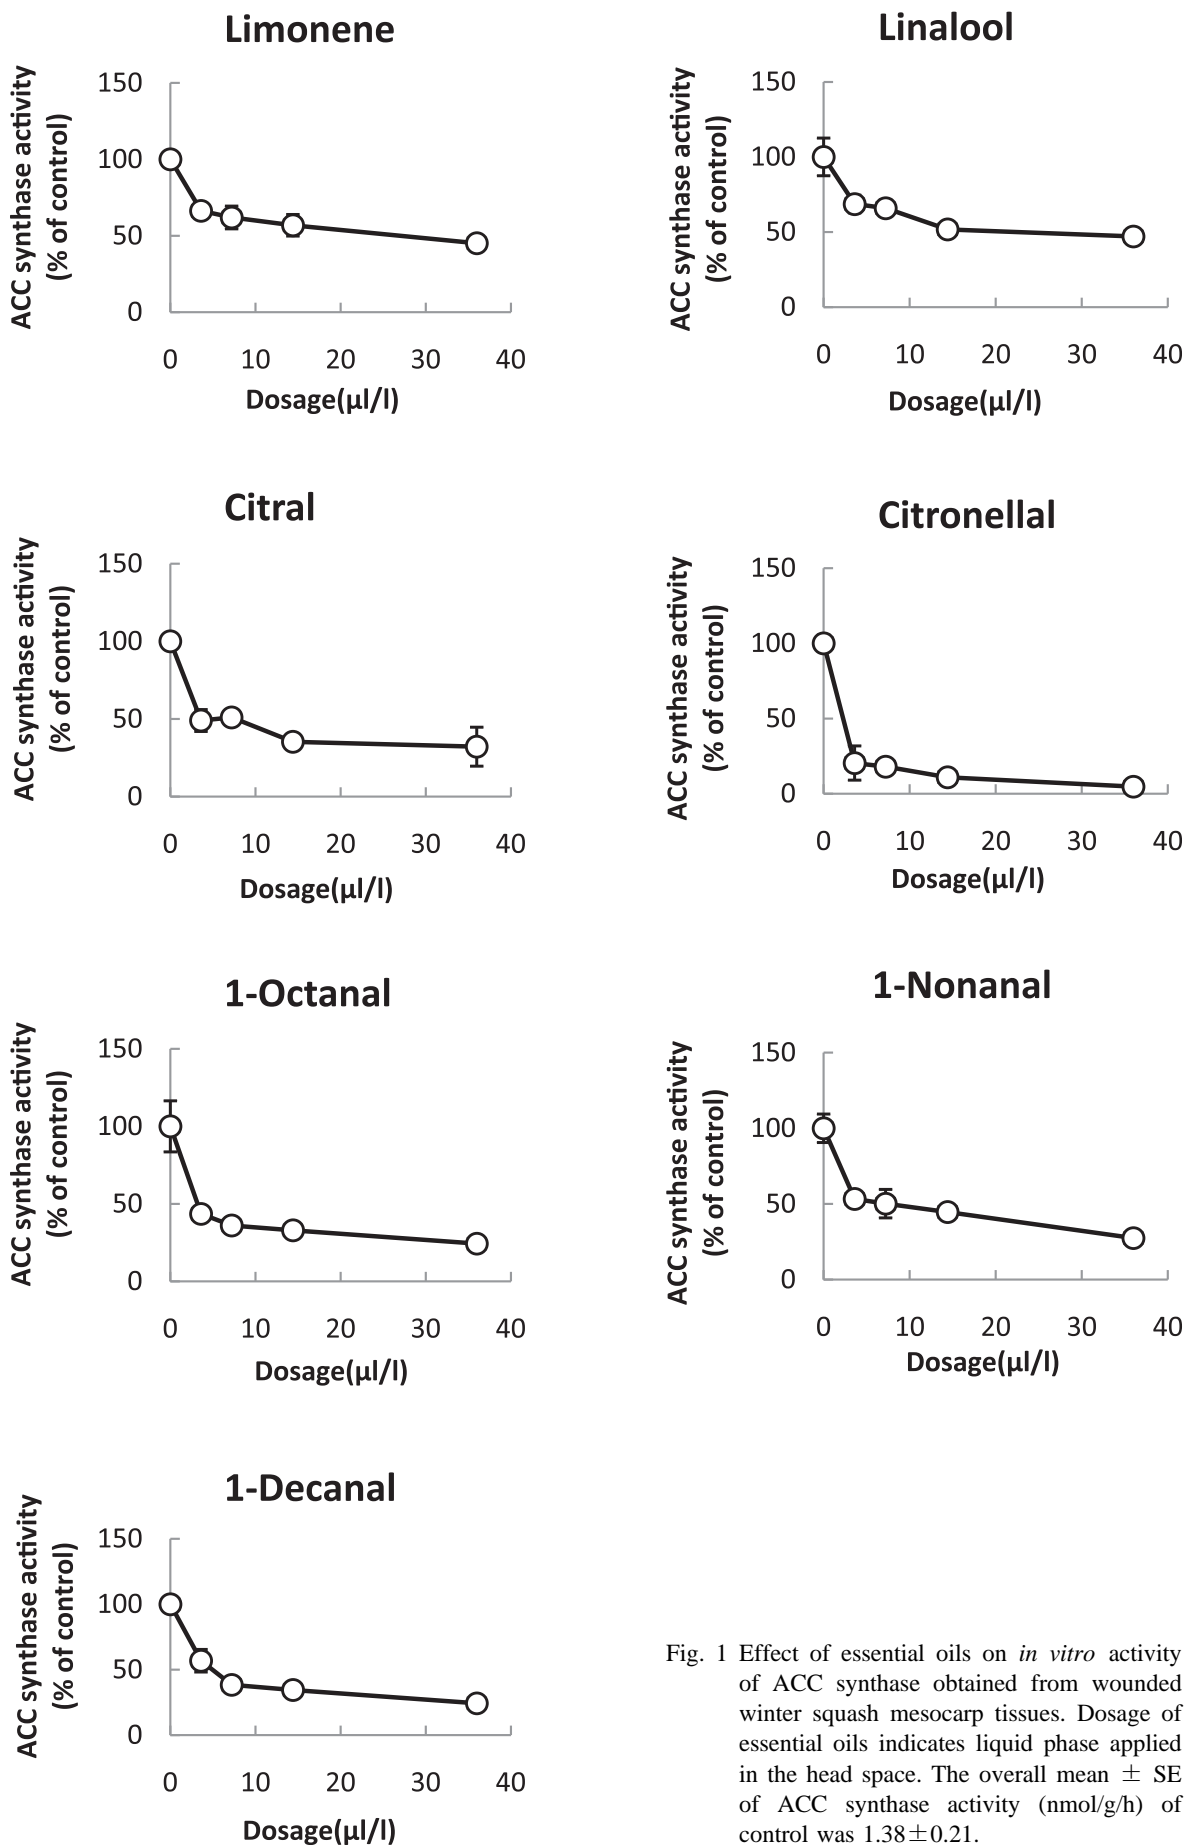 Limonene
ACC synthase activity
(% of control)
150
100
50
0
0 10 20 30 40
Dosage(µl/l)
Linalool
ACC synthase activity
(% of control)
150
100
50
0
0 10 20 30 40
Dosage(µl/l)
Citral
ACC synthase activity
(% of control)
150
100
50
0
0 10 20 30 40
Dosage(µl/l)
Citronellal
ACC synthase activity
(% of control)
150
100
50
0
0 10 20 30 40
Dosage(µl/l)
1-Octanal
ACC synthase activity
(% of control)
150
100
50
0
0 10 20 30 40
Dosage(µl/l)
1-Nonanal
ACC synthase activity
(% of control)
150
100
50
0
0 10 20 30 40
Dosage(µl/l)
1-Decanal
ACC synthase activity
(% of control)
150
100
50
0
0 10 20 30 40
Dosage(µl/l)
Fig. 1 Effect of essential oils on in vitro activity
of ACC synthase obtained from wounded
winter squash mesocarp tissues. Dosage of
essential oils indicates liquid phase applied
in the head space. The overall mean ± SE
of ACC synthase activity (nmol/g/h) of
control was 1.38±0.21.